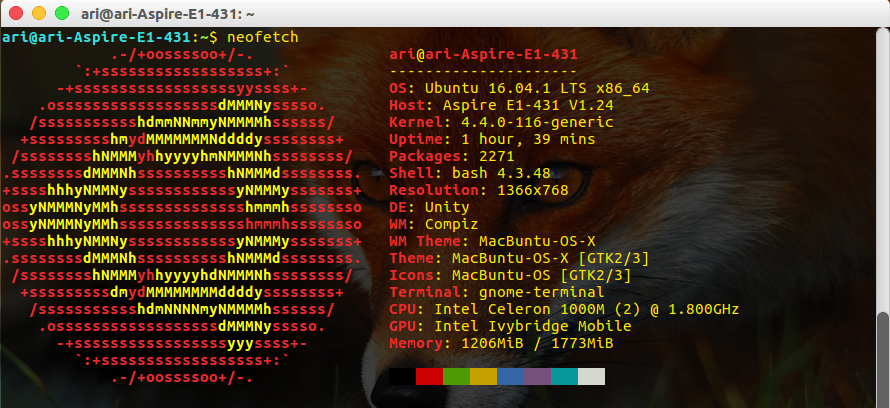 ari@ari-Aspire-E1-431: ~
ari@ari-Aspire-E1-431:~$ neofetch
.-/+oossssoo+/-.
`:+ssssssssssssssssss+:`
-+ssssssssssssssssssyyssss+-
.ossssssssssssssssssdMMMNysssso.
/ssssssssssshdmmNNmmyNMMMMhssssss/
+ssssssssshmydMMMMMMMNddddyssssssss+
/sssssssshNMMMyhhyyyyhmNMMMNhssssssss/
.ssssssssdMMMNhsssssssssshNMMMdssssssss.
+sssshhhyNMMNyssssssssssssyNMMMysssssss+
ossyNMMMNyMMhsssssssssssssshmmmhssssssso
ossyNMMMNyMMhsssssssssssssshmmmhssssssso
+sssshhhyNMMNyssssssssssssyNMMMysssssss+
.ssssssssdMMMNhsssssssssshNMMMdssssssss.
/sssssssshNMMMyhhyyyyhdNMMMNhssssssss/
+sssssssssdmydMMMMMMMMddddyssssssss+
/ssssssssssshdmNNNNmyNMMMMhssssss/
.ossssssssssssssssssdMMMNysssso.
-+sssssssssssssssssyyyssss+-
`:+ssssssssssssssssss+:`
.-/+oossssoo+/-.
ari@ari-Aspire-E1-431
---------------------
OS: Ubuntu 16.04.1 LTS x86_64
Host: Aspire E1-431 V1.24
Kernel: 4.4.0-116-generic
Uptime: 1 hour, 39 mins
Packages: 2271
Shell: bash 4.3.48
Resolution: 1366x768
DE: Unity
WM: Compiz
WM Theme: MacBuntu-OS-X
Theme: MacBuntu-OS-X [GTK2/3]
Icons: MacBuntu-OS [GTK2/3]
Terminal: gnome-terminal
CPU: Intel Celeron 1000M (2) @ 1.800GHz
GPU: Intel Ivybridge Mobile
Memory: 1206MiB / 1773MiB